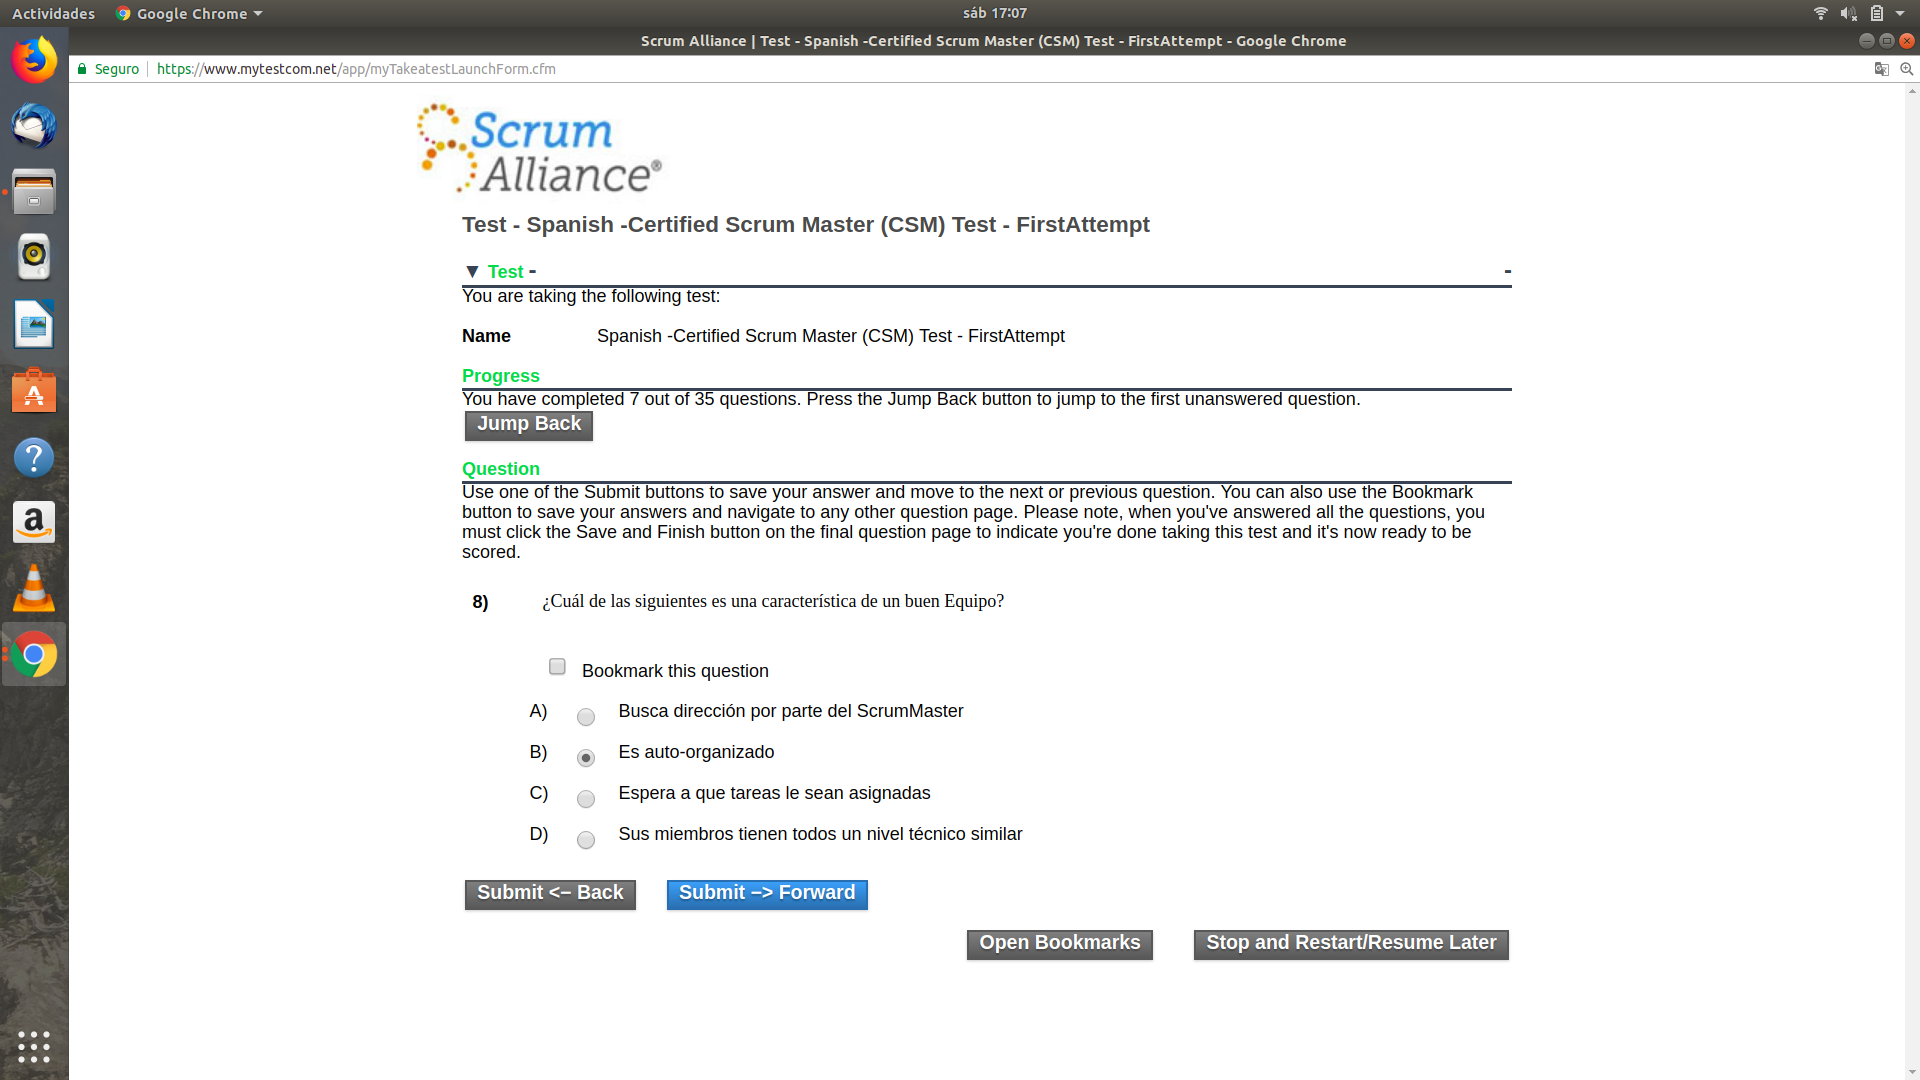 Actividades Google Chrome sáb 17:07
Scrum Alliance | Test - Spanish -Certified Scrum Master (CSM) Test - FirstAttempt - Google Chrome
Seguro https://www.mytestcom.net/app/myTakeatestLaunchForm.cfm
Scrum
Alliance®
Test - Spanish -Certified Scrum Master (CSM) Test - FirstAttempt
▼ Test - -
You are taking the following test:
Name Spanish -Certified Scrum Master (CSM) Test - FirstAttempt
Progress
You have completed 7 out of 35 questions. Press the Jump Back button to jump to the first unanswered question.
Jump Back
Question
Use one of the Submit buttons to save your answer and move to the next or previous question. You can also use the Bookmark
button to save your answers and navigate to any other question page. Please note, when you've answered all the questions, you
must click the Save and Finish button on the final question page to indicate you're done taking this test and it's now ready to be
scored.
8) ¿Cuál de las siguientes es una característica de un buen Equipo?
Bookmark this question
A) Busca dirección por parte del ScrumMaster
B) Es auto-organizado
C) Espera a que tareas le sean asignadas
D) Sus miembros tienen todos un nivel técnico similar
Submit <– Back Submit –> Forward
Open Bookmarks Stop and Restart/Resume Later